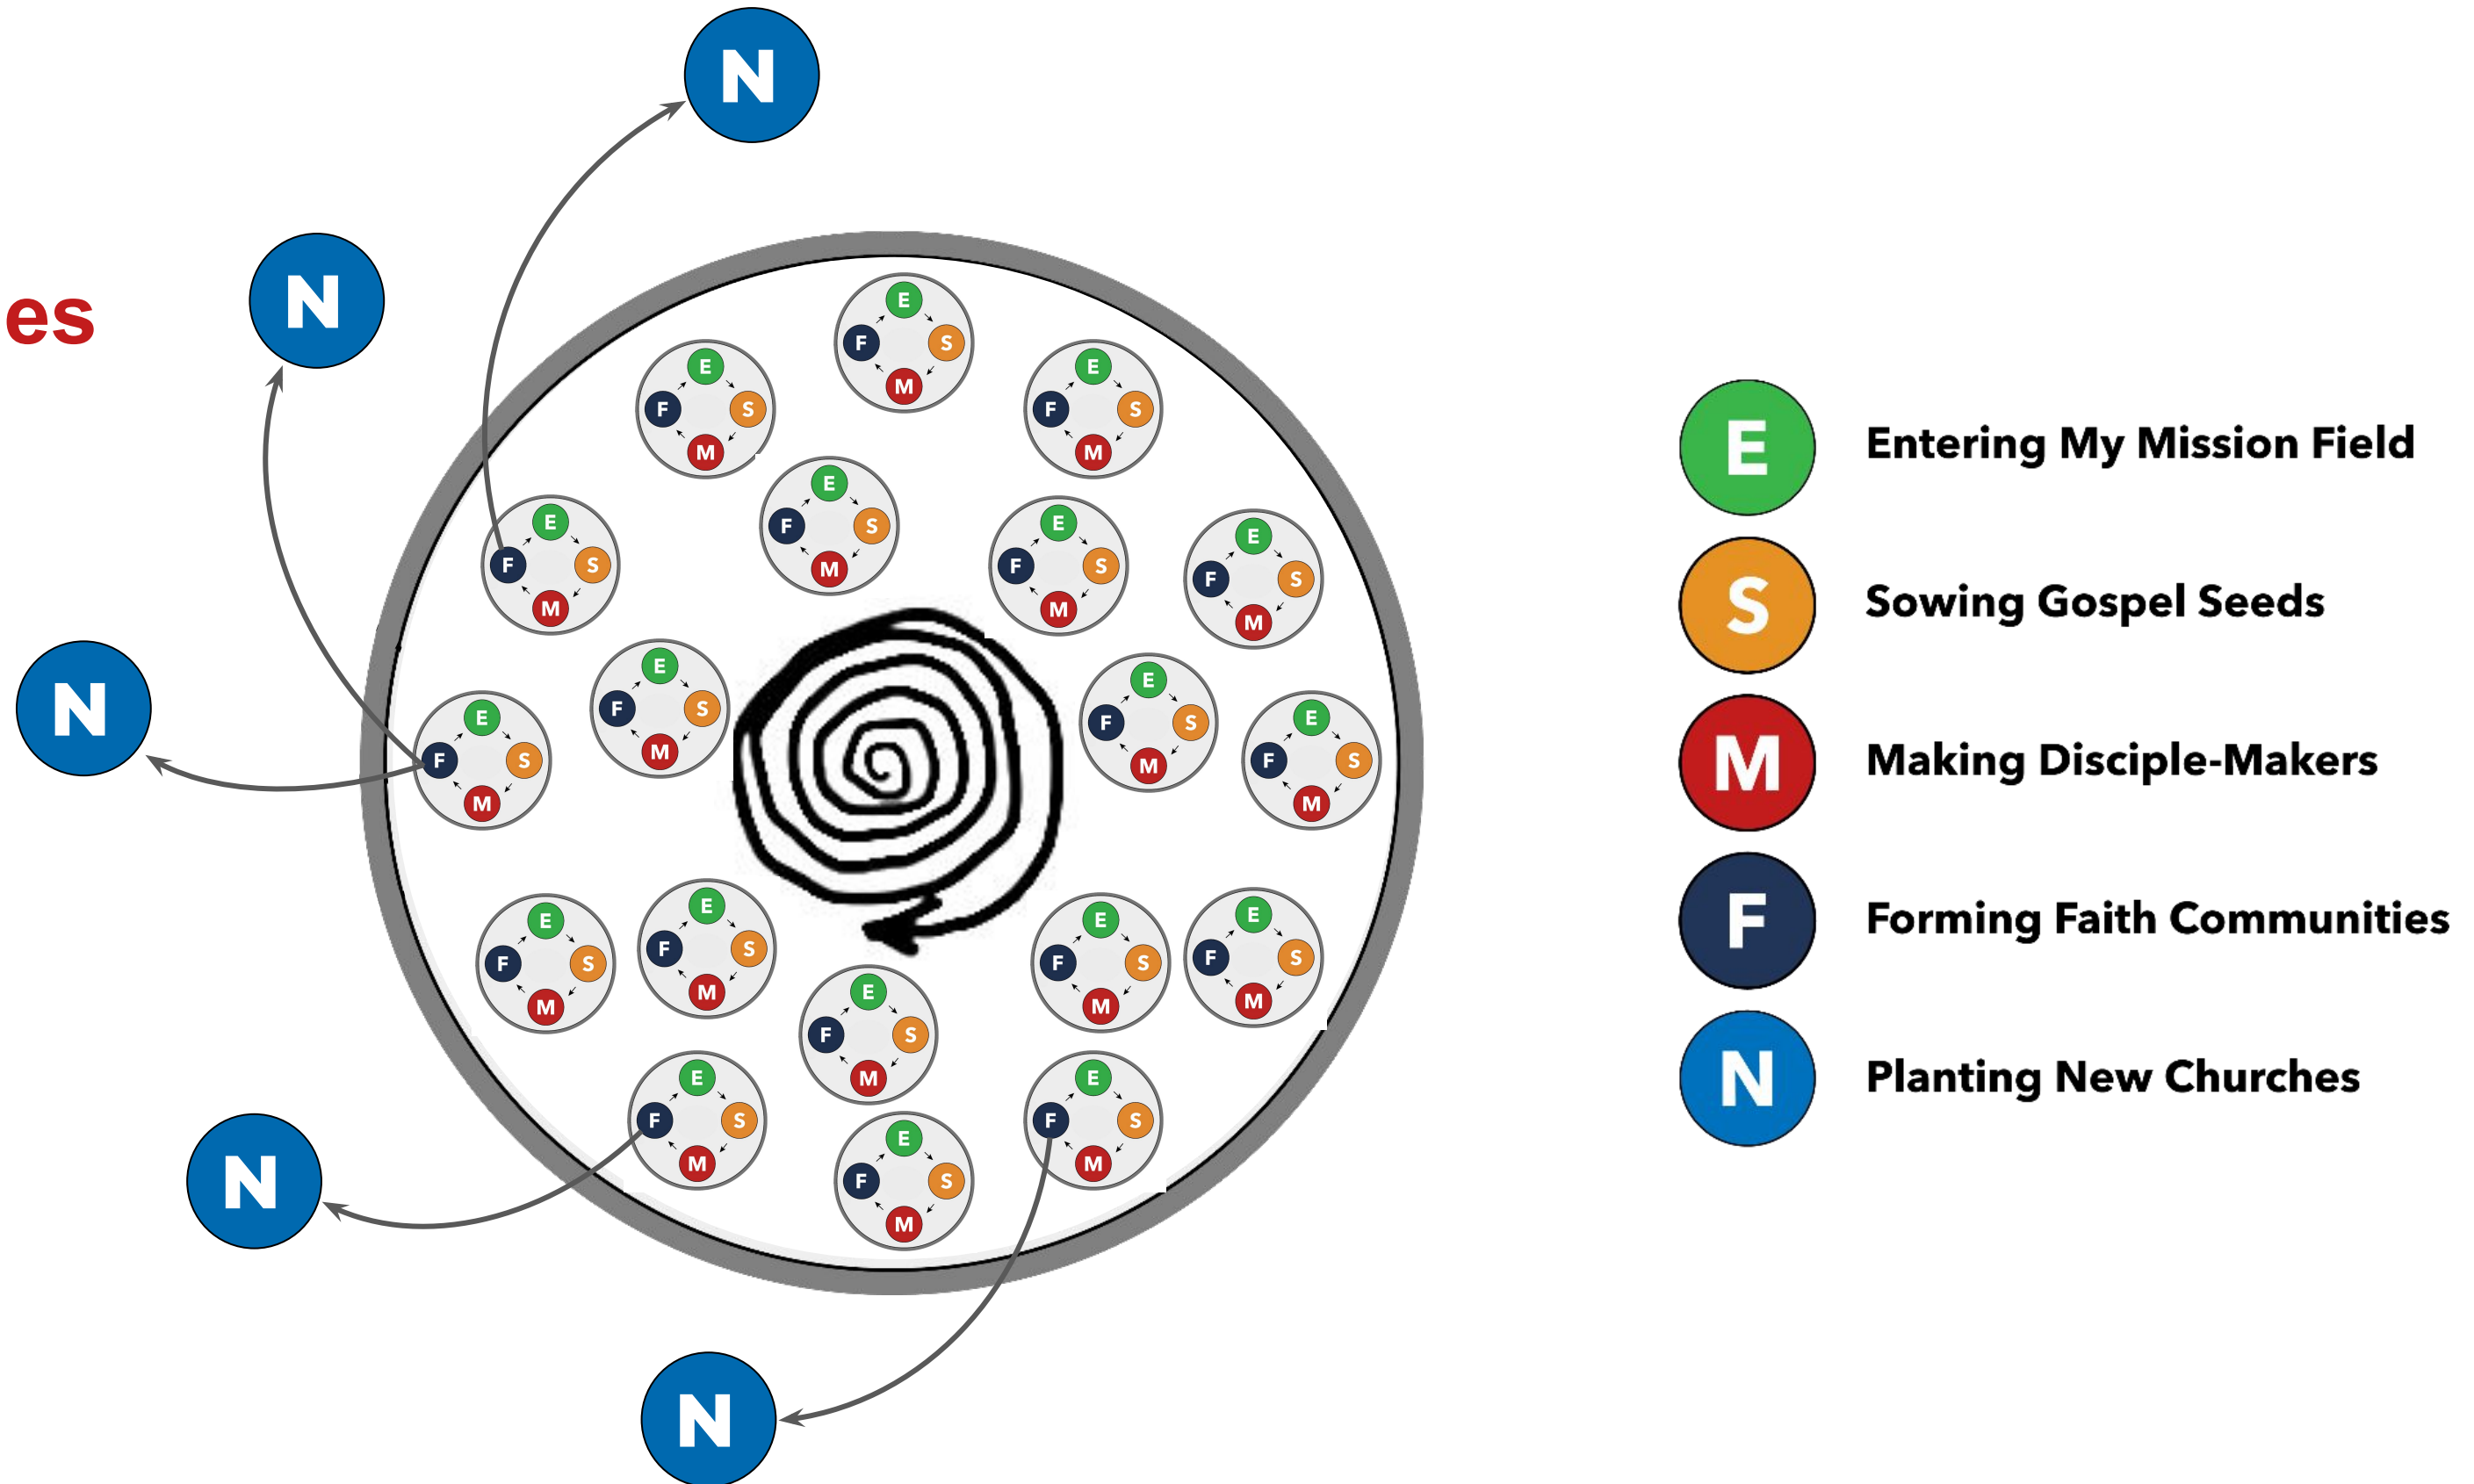 N
N
es
E
F S
M
E
F S
M
E
F S
M
E
F S
M
E
F S
M
E
F S
M
E
F S
M
N
E
F S
M
E
F S
M
E
F S
M
E
F S
M
E
F S
M
E
F S
M
E
F S
M
E
F S
M
E
F S
M
N
E
F S
M
E
F S
M
E
F S
M
N
E Entering My Mission Field
S Sowing Gospel Seeds
M Making Disciple-Makers
F Forming Faith Communities
N Planting New Churches